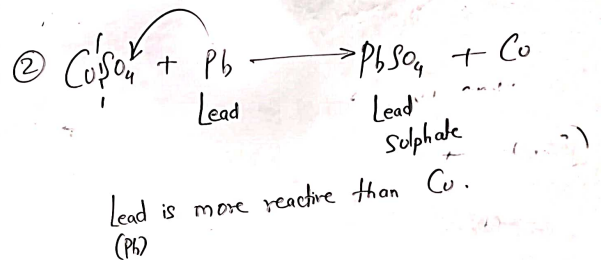 ② CuSO₄ + Pb → PbSO₄ + Cu
Lead Lead
Sulphate
Lead is more reactive than Cu.
(Pb)